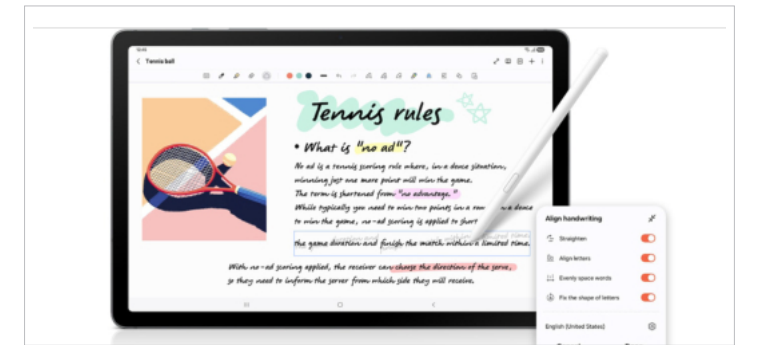 Tennis ball
Tennis rules
• What is "no ad"?
No ad is a tennis scoring rule where, in a deuce situation,
winning just one more point will win the game.
The term is shortened from "no advantage."
While typically you need to win two points in a row a deuce
to win the game, no-ad scoring is applied to short
the game duration and finish the match within a limited time.
With no-ad scoring applied, the receiver can choose the direction of the serve,
so they need to inform the server from which side they will receive.
Align handwriting
Straighten
Align letters
Evenly space words
Fix the shape of letters
English (United States)